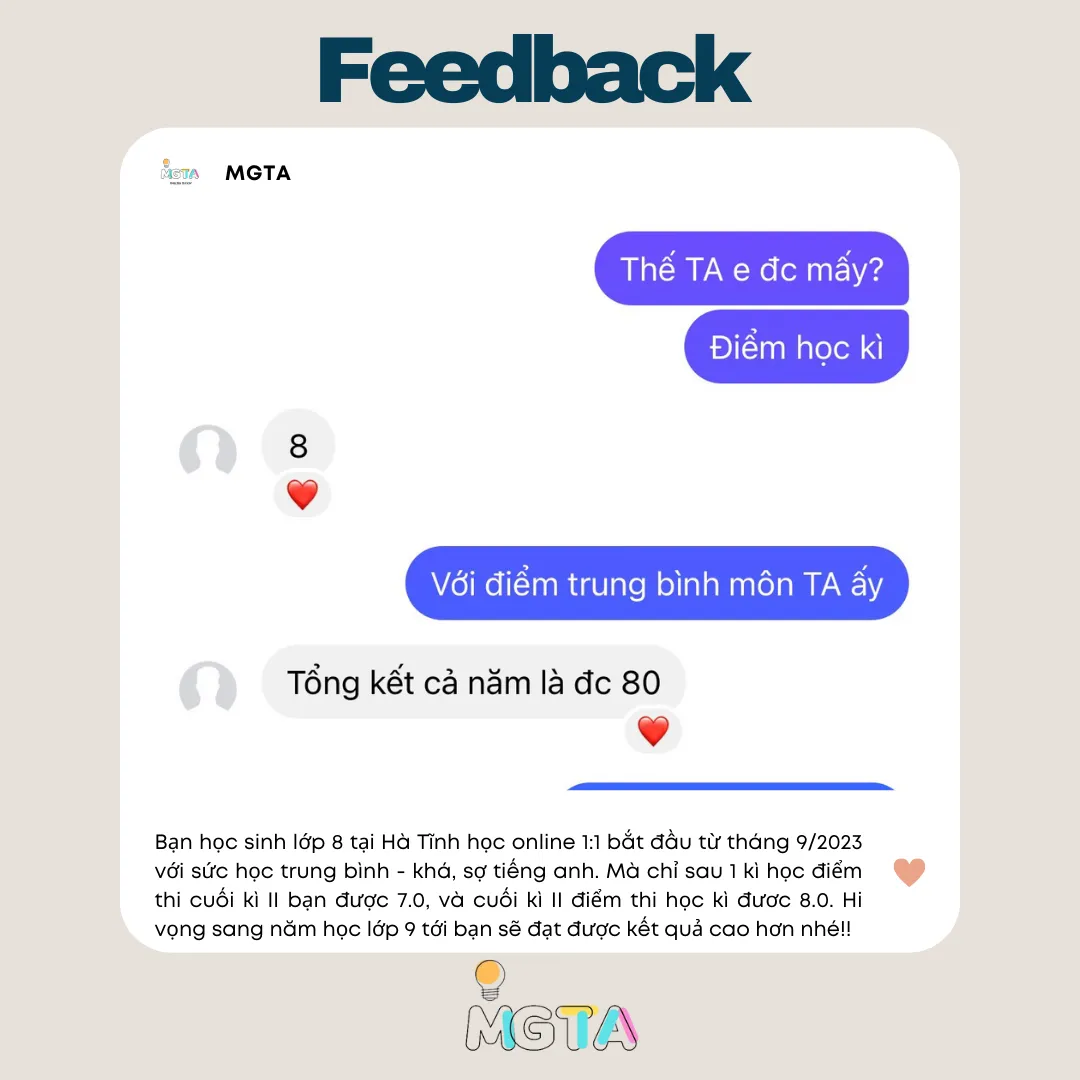 Feedback
MGTA
MGTA
Thế TA e đc mấy?
Điểm học kì
8
Với điểm trung bình môn TA ấy
Tổng kết cả năm là đc 80
Bạn học sinh lớp 8 tại Hà Tĩnh học online 1:1 bắt đầu từ tháng 9/2023
với sức học trung bình - khá, sợ tiếng anh. Mà chỉ sau 1 kì học điểm
thi cuối kì II bạn được 7.0, và cuối kì II điểm thi học kì đươc 8.0. Hi
vọng sang năm học lớp 9 tới bạn sẽ đạt được kết quả cao hơn nhé!!
MGTA